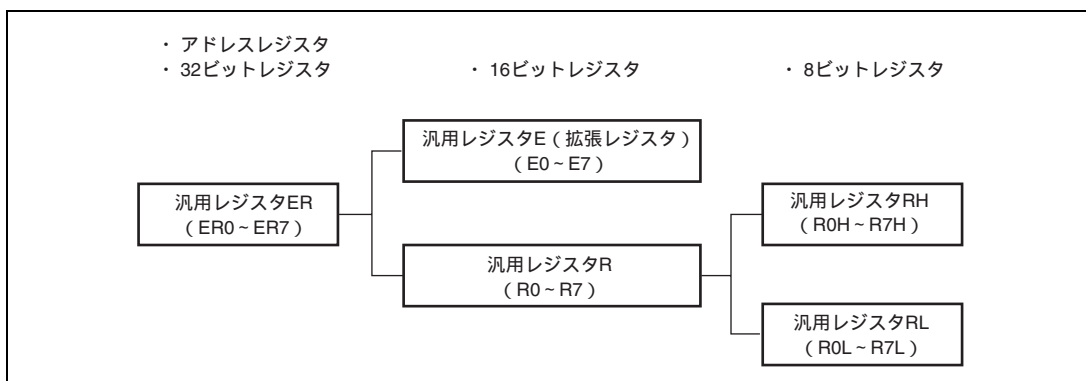 ・ アドレスレジスタ
・ 32ビットレジスタ
・ 16ビットレジスタ
・ 8ビットレジスタ
汎用レジスタER
（ER0～ER7）
汎用レジスタE（拡張レジスタ）
（E0～E7）
汎用レジスタR
（R0～R7）
汎用レジスタRH
（R0H～R7H）
汎用レジスタRL
（R0L～R7L）